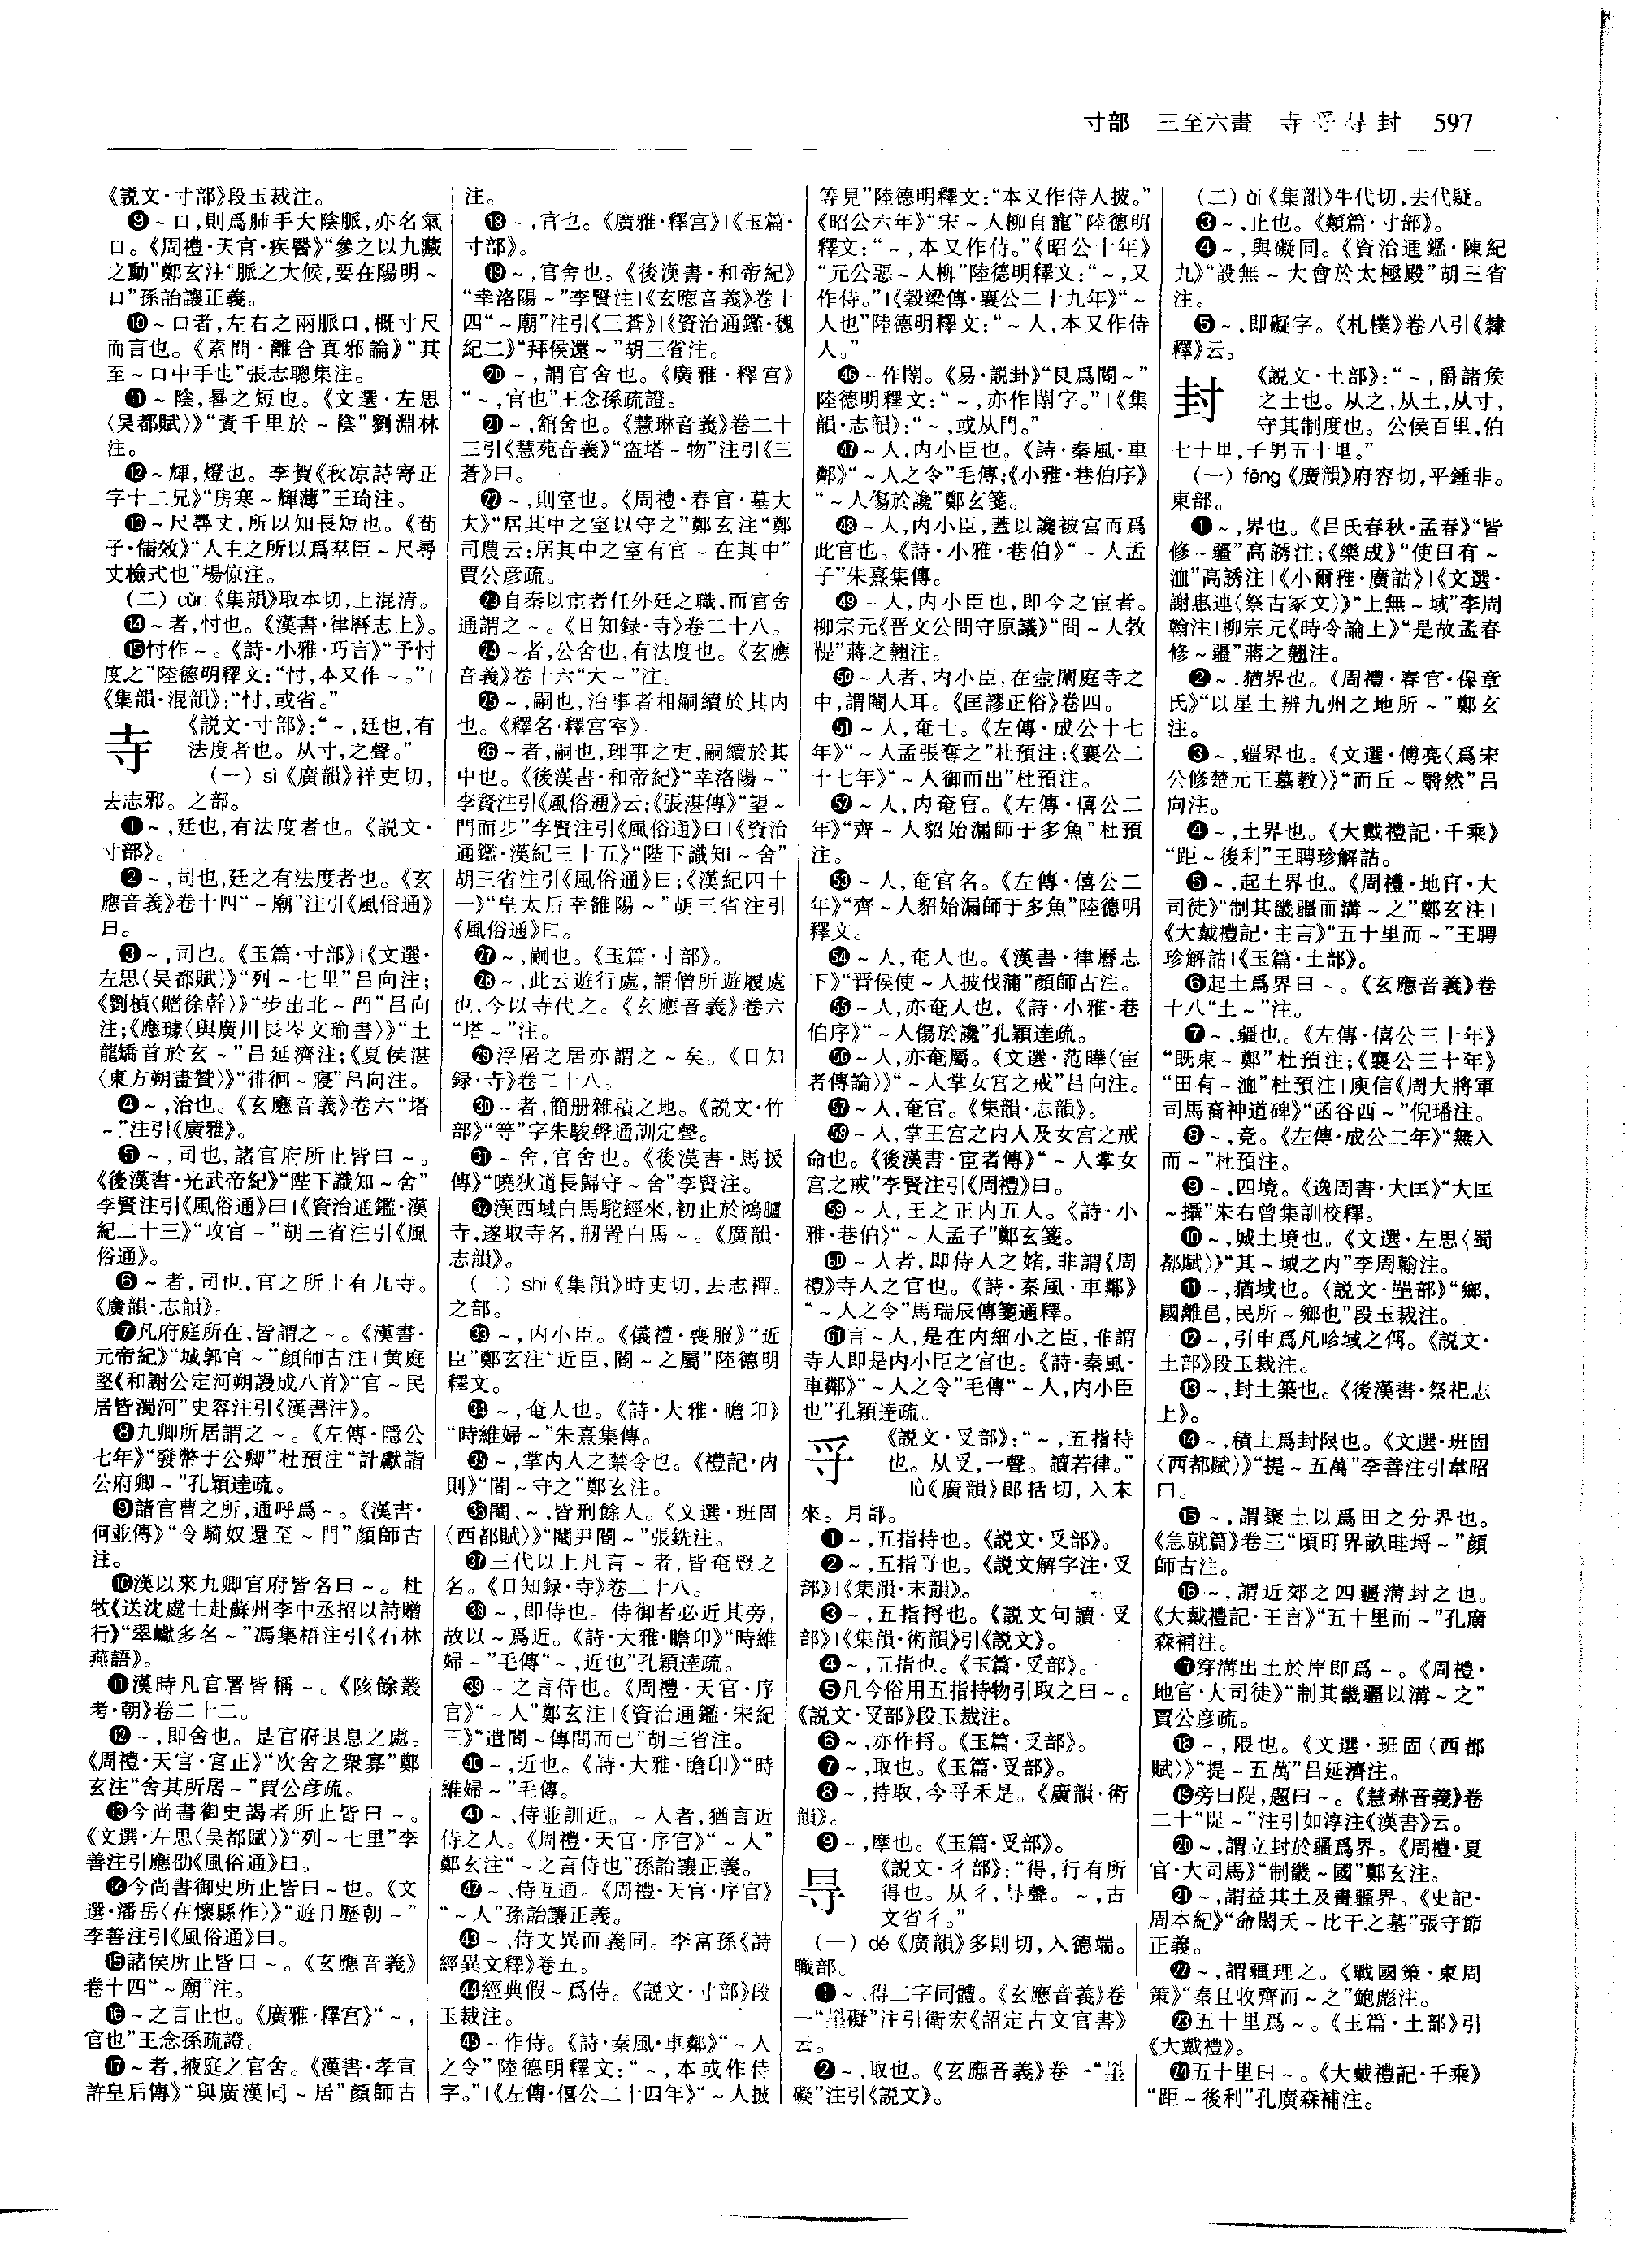 寸部　三至六畫　寺寽㝵封　597
《説文·寸部》段玉裁注。
❾～口,則爲肺手大陰脈,亦名氣
口。《周禮·天官·疾醫》“參之以九藏
之動”鄭玄注“脈之大候,要在陽明～
口”孫詒讓正義。
❿～口者,左右之兩脈口,概寸尺
而言也。《素問·離合真邪論》“其
至～口中手也”張志聰集注。
⓫～陰,晷之短也。《文選·左思
〈吴都賦〉》“責千里於～陰”劉淵林
注。
⓬～輝,燈也。李賀《秋凉詩寄正
字十二兄》“房寒～輝薄”王琦注。
⓭～尺尋丈,所以知長短也。《荀
子·儒效》“人主之所以爲羣臣～尺尋
丈檢式也”楊倞注。
(二) cǔn《集韻》取本切,上混清。
⓮～者,忖也。《漢書·律曆志上》。
⓯忖作～。《詩·小雅·巧言》“予忖
度之”陸德明釋文:“忖,本又作～。”|
《集韻·混韻》:“忖,或省。”
寺
《説文·寸部》:“～,廷也,有
法度者也。从寸,之聲。”
(一) sì《廣韻》祥吏切,
去志邪。之部。
❶～,廷也,有法度者也。《説文·
寸部》。
❷～,司也,廷之有法度者也。《玄
應音義》卷十四“～廟”注引《風俗通》
曰。
❸～,司也。《玉篇·寸部》|《文選·
左思〈吴都賦〉》“列～七里”吕向注;
《劉楨〈贈徐幹〉》“步出北～門”吕向
注;《應璩〈與廣川長岑文瑜書〉》“土
龍矯首於玄～”吕延濟注;《夏侯湛
〈東方朔畫贊〉》“徘徊～寢”吕向注。
❹～,治也。《玄應音義》卷六“塔
～”注引《廣雅》。
❺～,司也,諸官府所止皆曰～。
《後漢書·光武帝紀》“陛下識知～舍”
李賢注引《風俗通》曰|《資治通鑑·漢
紀二十三》“攻官～”胡三省注引《風
俗通》。
❻～者,司也,官之所止有九寺。
《廣韻·志韻》。
❼凡府庭所在,皆謂之～。《漢書·
元帝紀》“城郭官～”顔師古注|黄庭
堅《和謝公定河朔謾成八首》“官～民
居皆濁河”史容注引《漢書注》。
❽九卿所居謂之～。《左傳·隱公
七年》“發幣于公卿”杜預注“計獻詣
公府卿～”孔穎達疏。
❾諸官曹之所,通呼爲～。《漢書·
何並傳》“令騎奴還至～門”顔師古
注。
❿漢以來九卿官府皆名曰～。杜
牧《送沈處士赴蘇州李中丞招以詩贈
行》“翠巘多名～”馮集梧注引《石林
燕語》。
⓫漢時凡官署皆稱～。《陔餘叢
考·朝》卷二十二。
⓬～,即舍也。是官府退息之處。
《周禮·天官·宫正》“次舍之衆寡”鄭
玄注“舍其所居～”賈公彦疏。
⓭今尚書御史謁者所止皆曰～。
《文選·左思〈吴都賦〉》“列～七里”李
善注引應劭《風俗通》曰。
⓮今尚書御史所止皆曰～也。《文
選·潘岳〈在懷縣作〉》“遊目歷朝～”
李善注引《風俗通》曰。
⓯諸侯所止皆曰～。《玄應音義》
卷十四“～廟”注。
⓰～之言止也。《廣雅·釋宫》“～,
官也”王念孫疏證。
⓱～者,掖庭之官舍。《漢書·孝宣
許皇后傳》“與廣漢同～居”顔師古
注。
⓲～,官也。《廣雅·釋宫》|《玉篇·
寸部》。
⓳～,官舍也。《後漢書·和帝紀》
“幸洛陽～”李賢注|《玄應音義》卷十
四“～廟”注引《三蒼》|《資治通鑑·魏
紀二》“拜侯還～”胡三省注。
⓴～,謂官舍也。《廣雅·釋宫》
“～,官也”王念孫疏證。
㉑～,館舍也。《慧琳音義》卷二十
三引《慧苑音義》“盗塔～物”注引《三
蒼》曰。
㉒～,則室也。《周禮·春官·墓大
夫》“居其中之室以守之”鄭玄注“鄭
司農云:居其中之室有官～在其中”
賈公彦疏。
㉓自秦以宦者任外廷之職,而官舍
通謂之～。《日知録·寺》卷二十八。
㉔～者,公舍也,有法度也。《玄應
音義》卷十六“大～”注。
㉕～,嗣也,治事者相嗣續於其内
也。《釋名·釋宫室》。
㉖～者,嗣也,理事之吏,嗣續於其
中也。《後漢書·和帝紀》“幸洛陽～”
李賢注引《風俗通》云;《張湛傳》“望～
門而步”李賢注引《風俗通》曰|《資治
通鑑·漢紀三十五》“陛下識知～舍”
胡三省注引《風俗通》曰;《漢紀四十
一》“皇太后幸雒陽～”胡三省注引
《風俗通》曰。
㉗～,嗣也。《玉篇·寸部》。
㉘～,此云遊行處,謂僧所遊履處
也,今以寺代之。《玄應音義》卷六
“塔～”注。
㉙浮屠之居亦謂之～矣。《日知
録·寺》卷二十八。
㉚～者,簡册雜積之地。《説文·竹
部》“等”字朱駿聲通訓定聲。
㉛～舍,官舍也。《後漢書·馬援
傳》“曉狄道長歸守～舍”李賢注。
㉜漢西域白馬駝經來,初止於鴻臚
寺,遂取寺名,剙置白馬～。《廣韻·
志韻》。
(二) shì《集韻》時吏切,去志禪。
之部。
㉝～,内小臣。《儀禮·喪服》“近
臣”鄭玄注“近臣,閽～之屬”陸德明
釋文。
㉞～,奄人也。《詩·大雅·瞻卬》
“時維婦～”朱熹集傳。
㉟～,掌内人之禁令也。《禮記·内
則》“閽～守之”鄭玄注。
㊱閽、～,皆刑餘人。《文選·班固
〈西都賦〉》“閹尹閽～”張銑注。
㊲三代以上凡言～者,皆奄豎之
名。《日知録·寺》卷二十八。
㊳～,即侍也。侍御者必近其旁,
故以～爲近。《詩·大雅·瞻卬》“時維
婦～”毛傳“～,近也”孔穎達疏。
㊴～之言侍也。《周禮·天官·序
官》“～人”鄭玄注|《資治通鑑·宋紀
三》“遣閽～傳問而已”胡三省注。
㊵～,近也。《詩·大雅·瞻卬》“時
維婦～”毛傳。
㊶～、侍並訓近。～人者,猶言近
侍之人。《周禮·天官·序官》“～人”
鄭玄注“～之言侍也”孫詒讓正義。
㊷～、侍互通。《周禮·天官·序官》
“～人”孫詒讓正義。
㊸～、侍文異而義同。李富孫《詩
經異文釋》卷五。
㊹經典假～爲侍。《説文·寸部》段
玉裁注。
㊺～作侍。《詩·秦風·車鄰》“～人
之令”陸德明釋文:“～,本或作侍
字。”|《左傳·僖公二十四年》“～人披
等見”陸德明釋文:“本又作侍人披。”
《昭公六年》“宋～人柳自寵”陸德明
釋文:“～,本又作侍。”《昭公十年》
“元公惡～人柳”陸德明釋文:“～,又
作侍。”|《穀梁傳·襄公二十九年》“～
人也”陸德明釋文:“～人,本又作侍
人。”
㊻～作閽。《易·説卦》“艮爲閽～”
陸德明釋文:“～,亦作閽字。”|《集
韻·志韻》:“～,或从門。”
㊼～人,内小臣也。《詩·秦風·車
鄰》“～人之令”毛傳;《小雅·巷伯序》
“～人傷於讒”鄭玄箋。
㊽～人,内小臣,蓋以讒被宫而爲
此官也。《詩·小雅·巷伯》“～人孟
子”朱熹集傳。
㊾～人,内小臣也,即今之宦者。
柳宗元《晋文公問守原議》“問～人勃
鞮”蔣之翹注。
㊿～人者,内小臣,在壼闈庭寺之
中,謂閹人耳。《匡謬正俗》卷四。
51～人,奄士。《左傳·成公十七
年》“～人孟張奪之”杜預注;《襄公二
十七年》“～人御而出”杜預注。
52～人,内奄官。《左傳·僖公二
年》“齊～人貂始漏師于多魚”杜預
注。
53～人,奄官名。《左傳·僖公二
年》“齊～人貂始漏師于多魚”陸德明
釋文。
54～人,奄人也。《漢書·律曆志
下》“晋侯使～人披伐蒲”顔師古注。
55～人,亦奄人也。《詩·小雅·巷
伯序》“～人傷於讒”孔穎達疏。
56～人,亦奄屬。《文選·范曄〈宦
者傳論〉》“～人掌女宫之戒”吕向注。
57～人,奄官。《集韻·志韻》。
58～人,掌王宫之内人及女宫之戒
命也。《後漢書·宦者傳》“～人掌女
宫之戒”李賢注引《周禮》曰。
59～人,王之正内五人。《詩·小
雅·巷伯》“～人孟子”鄭玄箋。
60～人者,即侍人之㛮,非謂《周
禮》寺人之官也。《詩·秦風·車鄰》
“～人之令”馬瑞辰傳箋通釋。
61言～人,是在内細小之臣,非謂
寺人即是内小臣之官也。《詩·秦風·
車鄰》“～人之令”毛傳“～人,内小臣
也”孔穎達疏。
寽
《説文·𠬪部》:“～,五指持
也。从𠬪,一聲。讀若律。”
lǜ《廣韻》郎括切,入末
來。月部。
❶～,五指持也。《説文·𠬪部》。
❷～,五指寽也。《説文解字注·𠬪
部》|《集韻·末韻》。
❸～,五指捋也。《説文句讀·𠬪
部》|《集韻·術韻》引《説文》。
❹～,五指也。《玉篇·𠬪部》。
❺凡今俗用五指持物引取之曰～。
《説文·𠬪部》段玉裁注。
❻～,亦作捋。《玉篇·𠬪部》。
❼～,取也。《玉篇·𠬪部》。
❽～,持取,今寽禾是。《廣韻·術
韻》。
❾～,摩也。《玉篇·𠬪部》。
㝵
《説文·彳部》:“得,行有所
得也。从彳,㝵聲。～,古
文省彳。”
(一) dé《廣韻》多則切,入德端。
職部。
❶～、得二字同體。《玄應音義》卷
一“㝵礙”注引衛宏《詔定古文官書》
云。
❷～,取也。《玄應音義》卷一“㝵
礙”注引《説文》。
(二) ài《集韻》牛代切,去代疑。
❸～,止也。《類篇·寸部》。
❹～,與礙同。《資治通鑑·陳紀
九》“設無～大會於太極殿”胡三省
注。
❺～,即礙字。《札樸》卷八引《隸
釋》云。
封
《説文·土部》:“～,爵諸侯
之土也。从之,从土,从寸,
守其制度也。公侯百里,伯
七十里,子男五十里。”
(一) fēng《廣韻》府容切,平鍾非。
東部。
❶～,界也。《吕氏春秋·孟春》“皆
修～疆”高誘注;《樂成》“使田有～
洫”高誘注|《小爾雅·廣詁》|《文選·
謝惠連〈祭古冢文〉》“上無～域”李周
翰注|柳宗元《時令論上》“是故孟春
修～疆”蔣之翹注。
❷～,猶界也。《周禮·春官·保章
氏》“以星土辨九州之地所～”鄭玄
注。
❸～,疆界也。《文選·傅亮〈爲宋
公修楚元王墓教〉》“而丘～翳然”吕
向注。
❹～,土界也。《大戴禮記·千乘》
“距～後利”王聘珍解詁。
❺～,起土界也。《周禮·地官·大
司徒》“制其畿疆而溝～之”鄭玄注|
《大戴禮記·主言》“五十里而～”王聘
珍解詁|《玉篇·土部》。
❻起土爲界曰～。《玄應音義》卷
十八“土～”注。
❼～,疆也。《左傳·僖公三十年》
“既東～鄭”杜預注;《襄公三十年》
“田有～洫”杜預注|庾信《周大將軍
司馬裔神道碑》“函谷西～”倪璠注。
❽～,竟。《左傳·成公二年》“無入
而～”杜預注。
❾～,四境。《逸周書·大匡》“大匡
～攝”朱右曾集訓校釋。
❿～,城土境也。《文選·左思〈蜀
都賦〉》“其～域之内”李周翰注。
⓫～,猶域也。《説文·𨛜部》“鄉,
國離邑,民所～鄉也”段玉裁注。
⓬～,引申爲凡畛域之偁。《説文·
土部》段玉裁注。
⓭～,封土築也。《後漢書·祭祀志
上》。
⓮～,積土爲封限也。《文選·班固
〈西都賦〉》“提～五萬”李善注引韋昭
曰。
⓯～,謂聚土以爲田之分界也。
《急就篇》卷三“頃町界畝畦埒～”顔
師古注。
⓰～,謂近郊之四疆溝封之也。
《大戴禮記·王言》“五十里而～”孔廣
森補注。
⓱穿溝出土於岸即爲～。《周禮·
地官·大司徒》“制其畿疆以溝～之”
賈公彦疏。
⓲～,限也。《文選·班固〈西都
賦〉》“提～五萬”吕延濟注。
⓳旁曰隄,題曰～。《慧琳音義》卷
二十“隄～”注引如淳注《漢書》云。
⓴～,謂立封於疆爲界。《周禮·夏
官·大司馬》“制畿～國”鄭玄注。
㉑～,謂益其土及畫疆界。《史記·
周本紀》“命閎夭～比干之墓”張守節
正義。
㉒～,謂疆理之。《戰國策·東周
策》“秦且收齊而～之”鮑彪注。
㉓五十里爲～。《玉篇·土部》引
《大戴禮》。
㉔五十里曰～。《大戴禮記·千乘》
“距～後利”孔廣森補注。